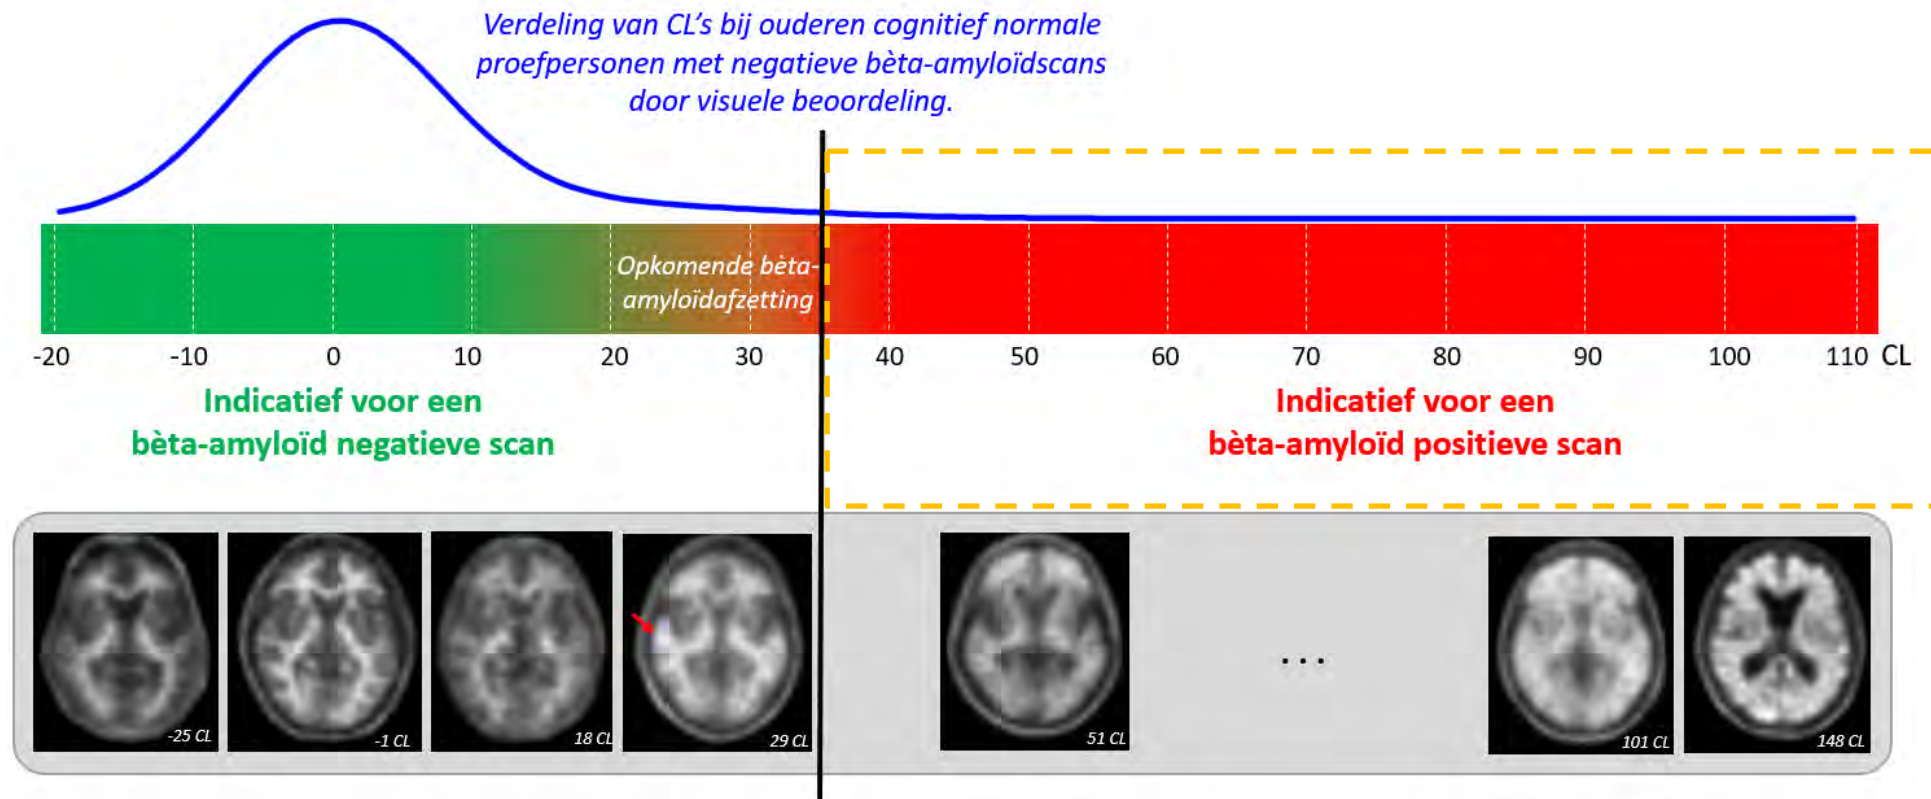 Verdeling van CL's bij ouderen cognitief normale
proefpersonen met negatieve bèta-amyloïdscans
door visuele beoordeling.
Opkomende bèta-
amyloïdafzetting
-20 -10 0 10 20 30 40 50 60 70 80 90 100 110 CL
Indicatief voor een
bèta-amyloïd negatieve scan
Indicatief voor een
bèta-amyloïd positieve scan
...
-25 CL -1 CL 18 CL 29 CL 51 CL 101 CL 148 CL